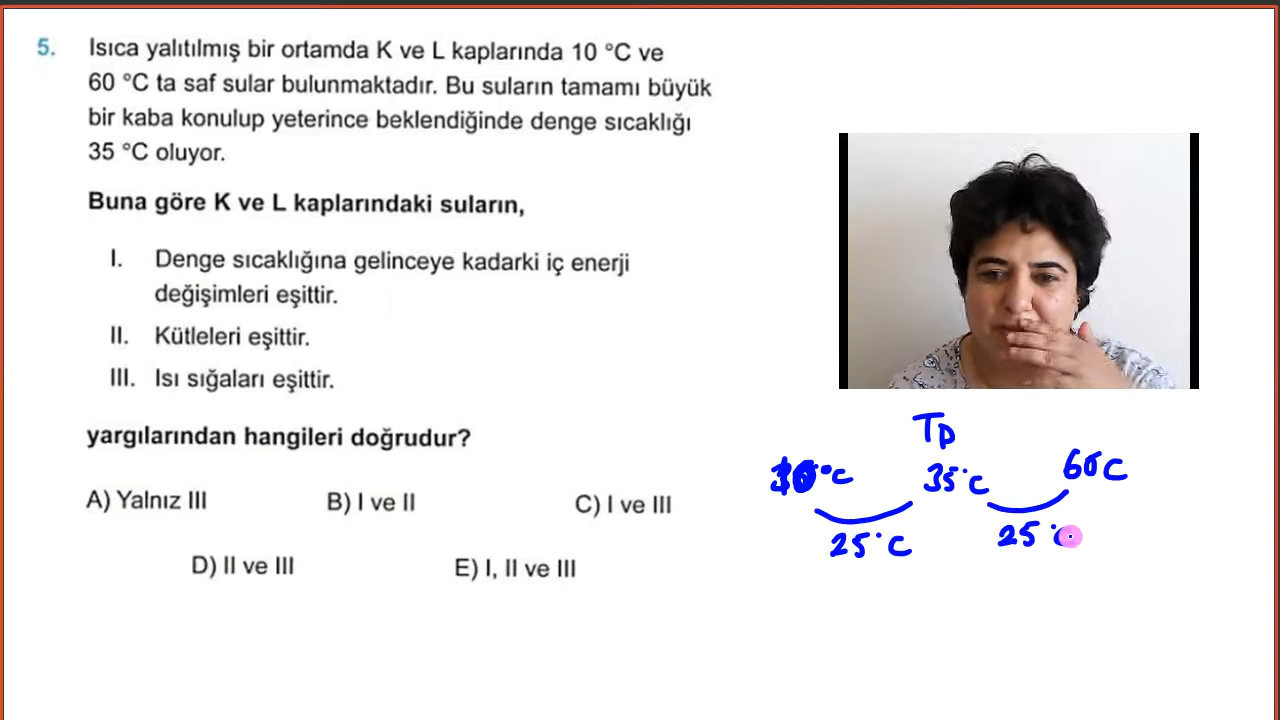 5. Isıca yalıtılmış bir ortamda K ve L kaplarında 10 °C ve
60 °C ta saf sular bulunmaktadır. Bu suların tamamı büyük
bir kaba konulup yeterince beklendiğinde denge sıcaklığı
35 °C oluyor.
Buna göre K ve L kaplarındaki suların,
I. Denge sıcaklığına gelinceye kadarki iç enerji
değişimleri eşittir.
II. Kütleleri eşittir.
III. Isı sığaları eşittir.
yargılarından hangileri doğrudur?
A) Yalnız III B) I ve II C) I ve III
D) II ve III E) I, II ve III
TD
10°C 35°C 60°C
25°C 25°C